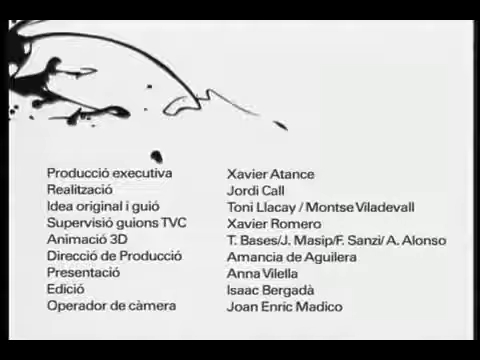 Producció executiva Xavier Atance
Realització Jordi Call
Idea original i guió Toni Llacay / Montse Viladevall
Supervisió guions TVC Xavier Romero
Animació 3D T. Bases/J. Masip/F. Sanzi/ A. Alonso
Direcció de Producció Amancia de Aguilera
Presentació Anna Vilella
Edició Isaac Bergadà
Operador de càmera Joan Enric Madico